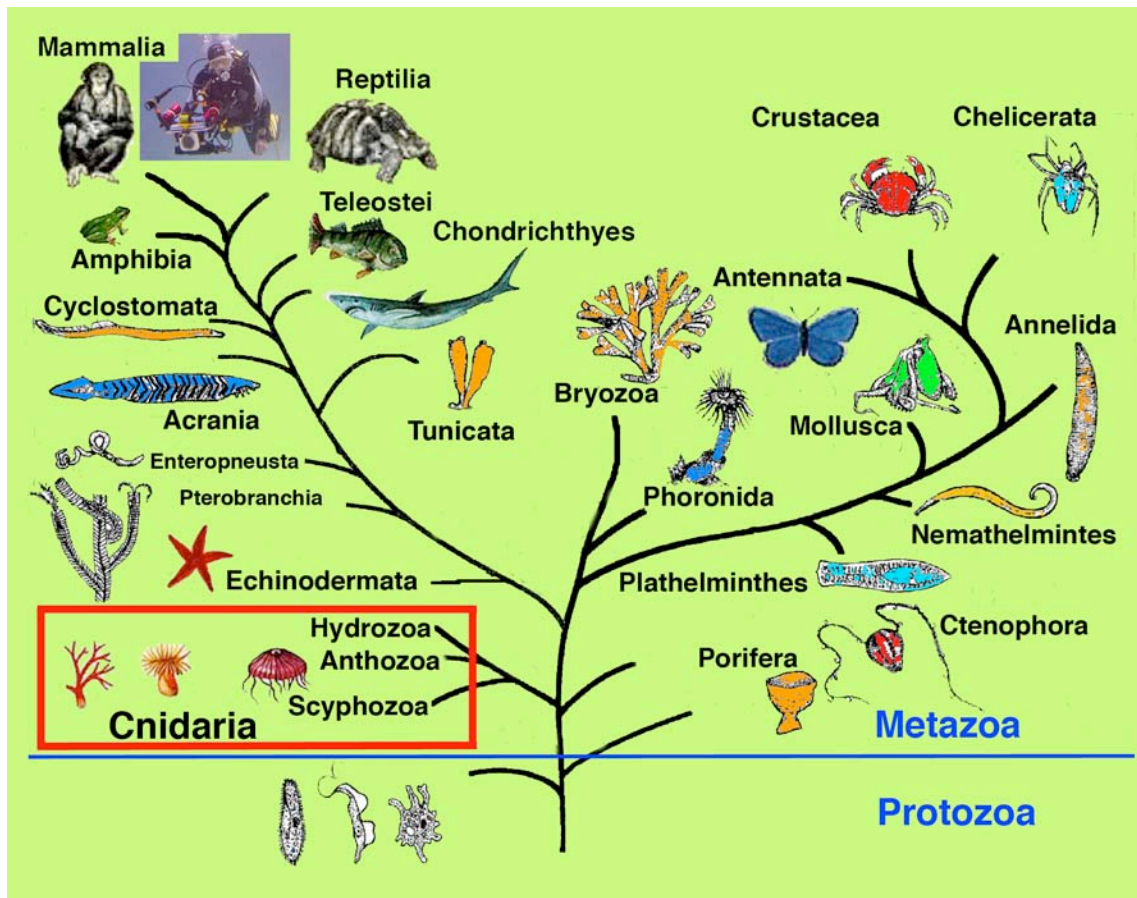 Mammalia
Reptilia
Crustacea
Chelicerata
Teleostei
Chondrichthyes
Amphibia
Antennata
Cyclostomata
Annelida
Bryozoa
Acrania
Tunicata
Mollusca
Enteropneusta
Pterobranchia
Phoronida
Nemathelmintes
Echinodermata
Plathelminthes
Hydrozoa
Ctenophora
Anthozoa
Porifera
Scyphozoa
Cnidaria
Metazoa
Protozoa